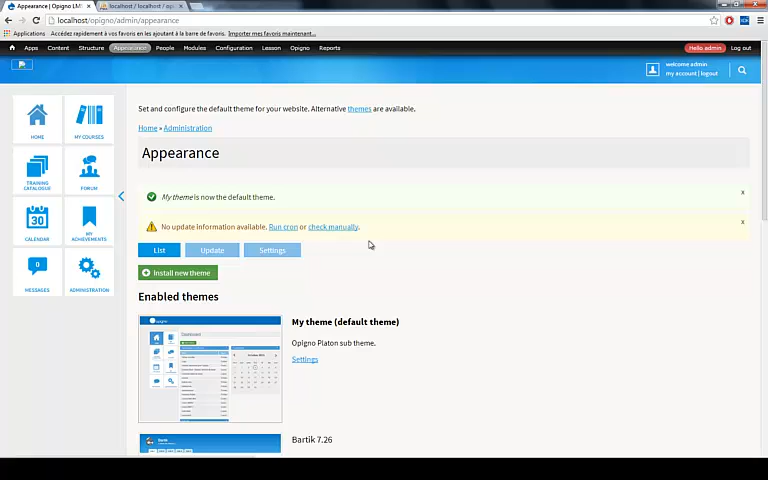 Appearance | Opigno LM
localhost / localhost / opi
localhost/opigno/admin/appearance
Applications
Accédez rapidement à vos favoris en les ajoutant à la barre de favoris.
Importer mes favoris maintenant...
Apps
Content
Structure
Appearance
People
Modules
Configuration
Lesson
Opigno
Reports
Hello admin
Log out
welcome admin
my account | logout
Set and configure the default theme for your website. Alternative themes are available.
Home » Administration
Appearance
HOME
MY COURSES
TRAINING
CATALOGUE
FORUM
30
CALENDAR
MY
ACHIEVEMENTS
0
MESSAGES
ADMINISTRATION
My theme is now the default theme.
x
No update information available. Run cron or check manually.
x
List
Update
Settings
Install new theme
Enabled themes
My theme (default theme)
Opigno Platon sub theme.
Settings
Bartik 7.26